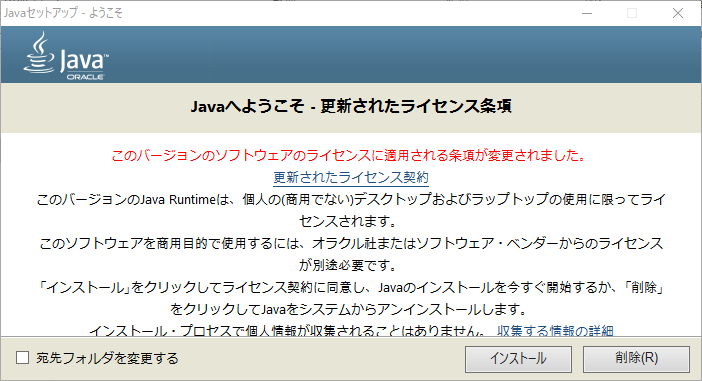 Javaセットアップ - ようこそ
Java™
ORACLE
Javaへようこそ - 更新されたライセンス条項
このバージョンのソフトウェアのライセンスに適用される条項が変更されました。
更新されたライセンス契約
このバージョンのJava Runtimeは、個人の(商用でない)デスクトップおよびラップトップの使用に限ってライ
センスされます。
このソフトウェアを商用目的で使用するには、オラクル社またはソフトウェア・ベンダーからのライセンス
が別途必要です。
「インストール」をクリックしてライセンス契約に同意し、Javaのインストールを今すぐ開始するか、「削除」
をクリックしてJavaをシステムからアンインストールします。
インストール・プロセスで個人情報が収集されることはありません。 収集する情報の詳細
宛先フォルダを変更する
インストール
削除(R)